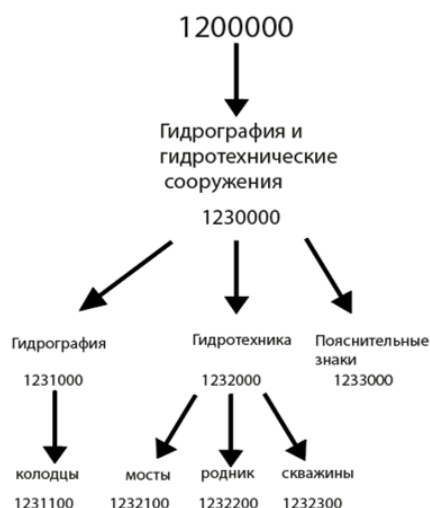 1200000
Гидрография и
гидротехнические
сооружения
1230000
Гидрография
1231000
Гидротехника
1232000
Пояснительные
знаки
1233000
колодцы
1231100
мосты
1232100
родник
1232200
скважины
1232300